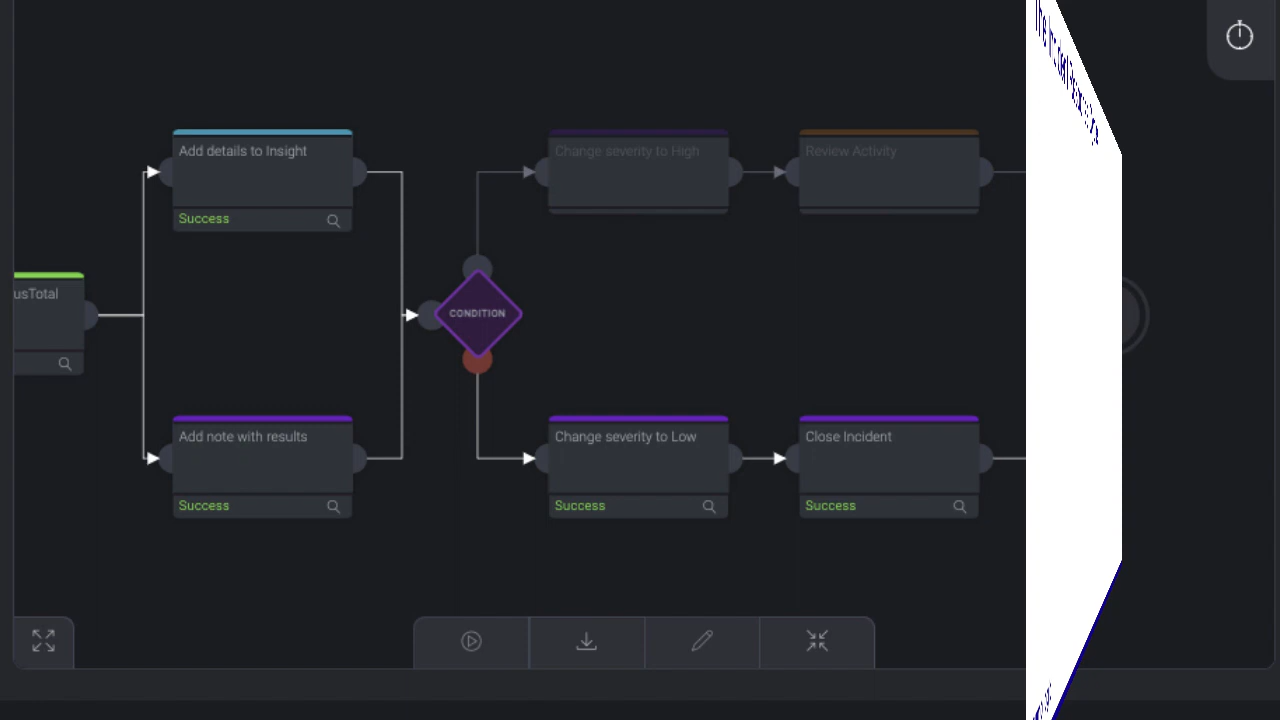 Add details to Insight
Success
Change severity to High
Review Activity
usTotal
CONDITION
Add note with results
Success
Change severity to Low
Success
Close Incident
Success